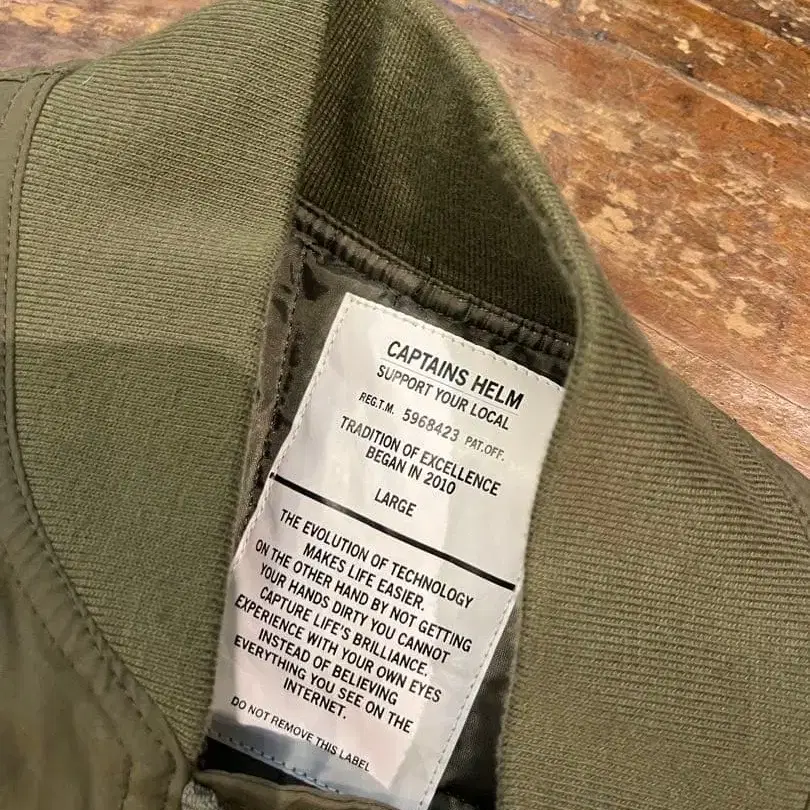 CAPTAINS HELM
SUPPORT YOUR LOCAL
REG.T.M. 5968423 PAT.OFF.
TRADITION OF EXCELLENCE
BEGAN IN 2010
LARGE
THE EVOLUTION OF TECHNOLOGY
MAKES LIFE EASIER.
ON THE OTHER HAND BY NOT GETTING
YOUR HANDS DIRTY YOU CANNOT
CAPTURE LIFE'S BRILLIANCE.
EXPERIENCE WITH YOUR OWN EYES
INSTEAD OF BELIEVING
EVERYTHING YOU SEE ON THE
INTERNET.
DO NOT REMOVE THIS LABEL